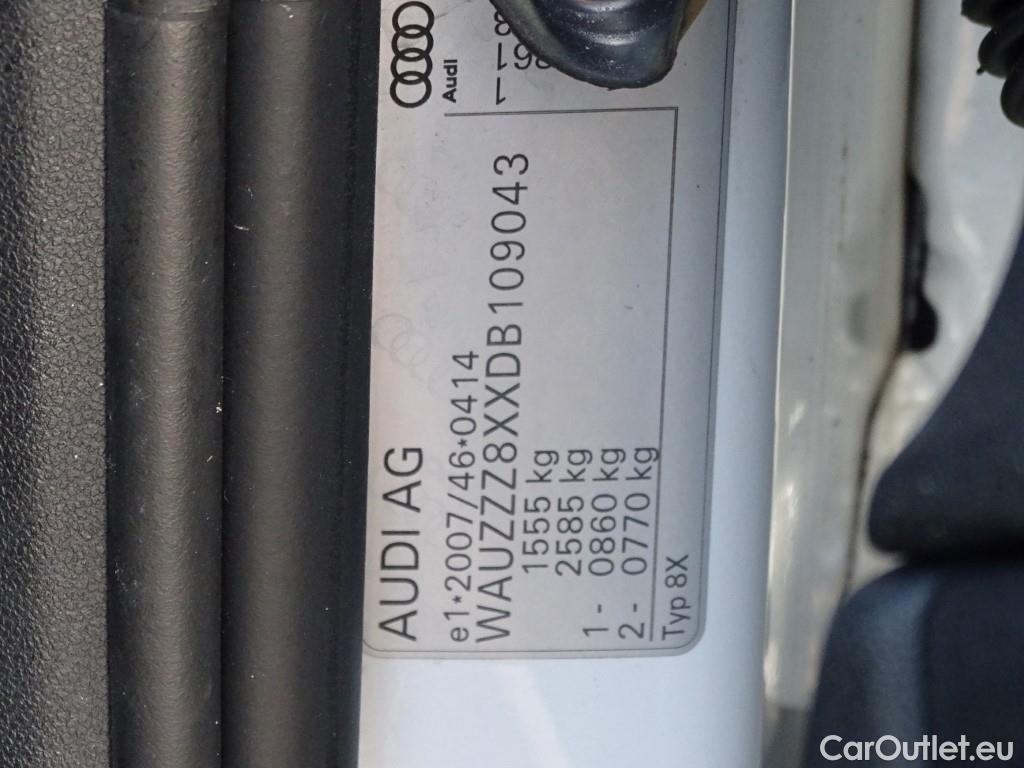 AUDI AG
e1*2007/46*0414
WAUZZZ8XXDB109043
1555 kg
2585 kg
1- 0860 kg
2- 0770 kg
Typ 8X
Audi
CarOutlet.eu